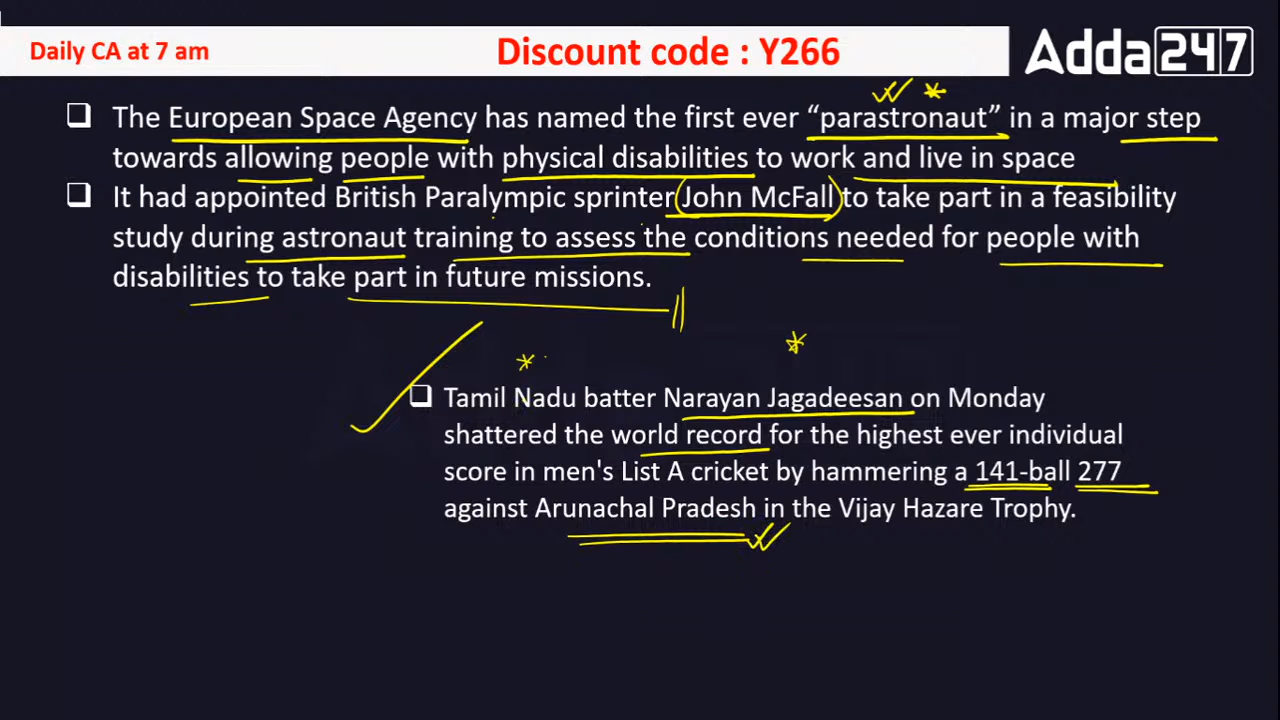 Daily CA at 7 am
Discount code : Y266
Adda247
❑ The European Space Agency has named the first ever “parastronaut” in a major step
towards allowing people with physical disabilities to work and live in space
❑ It had appointed British Paralympic sprinter John McFall to take part in a feasibility
study during astronaut training to assess the conditions needed for people with
disabilities to take part in future missions.
❑ Tamil Nadu batter Narayan Jagadeesan on Monday
shattered the world record for the highest ever individual
score in men's List A cricket by hammering a 141-ball 277
against Arunachal Pradesh in the Vijay Hazare Trophy.